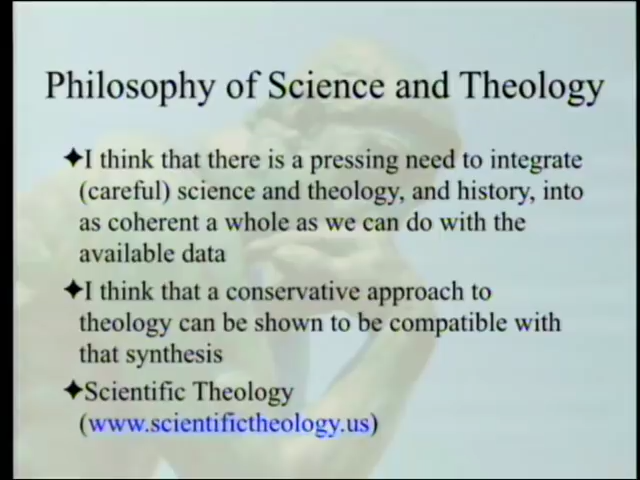 Philosophy of Science and Theology
✦I think that there is a pressing need to integrate
(careful) science and theology, and history, into
as coherent a whole as we can do with the
available data
✦I think that a conservative approach to
theology can be shown to be compatible with
that synthesis
✦Scientific Theology
(www.scientifictheology.us)